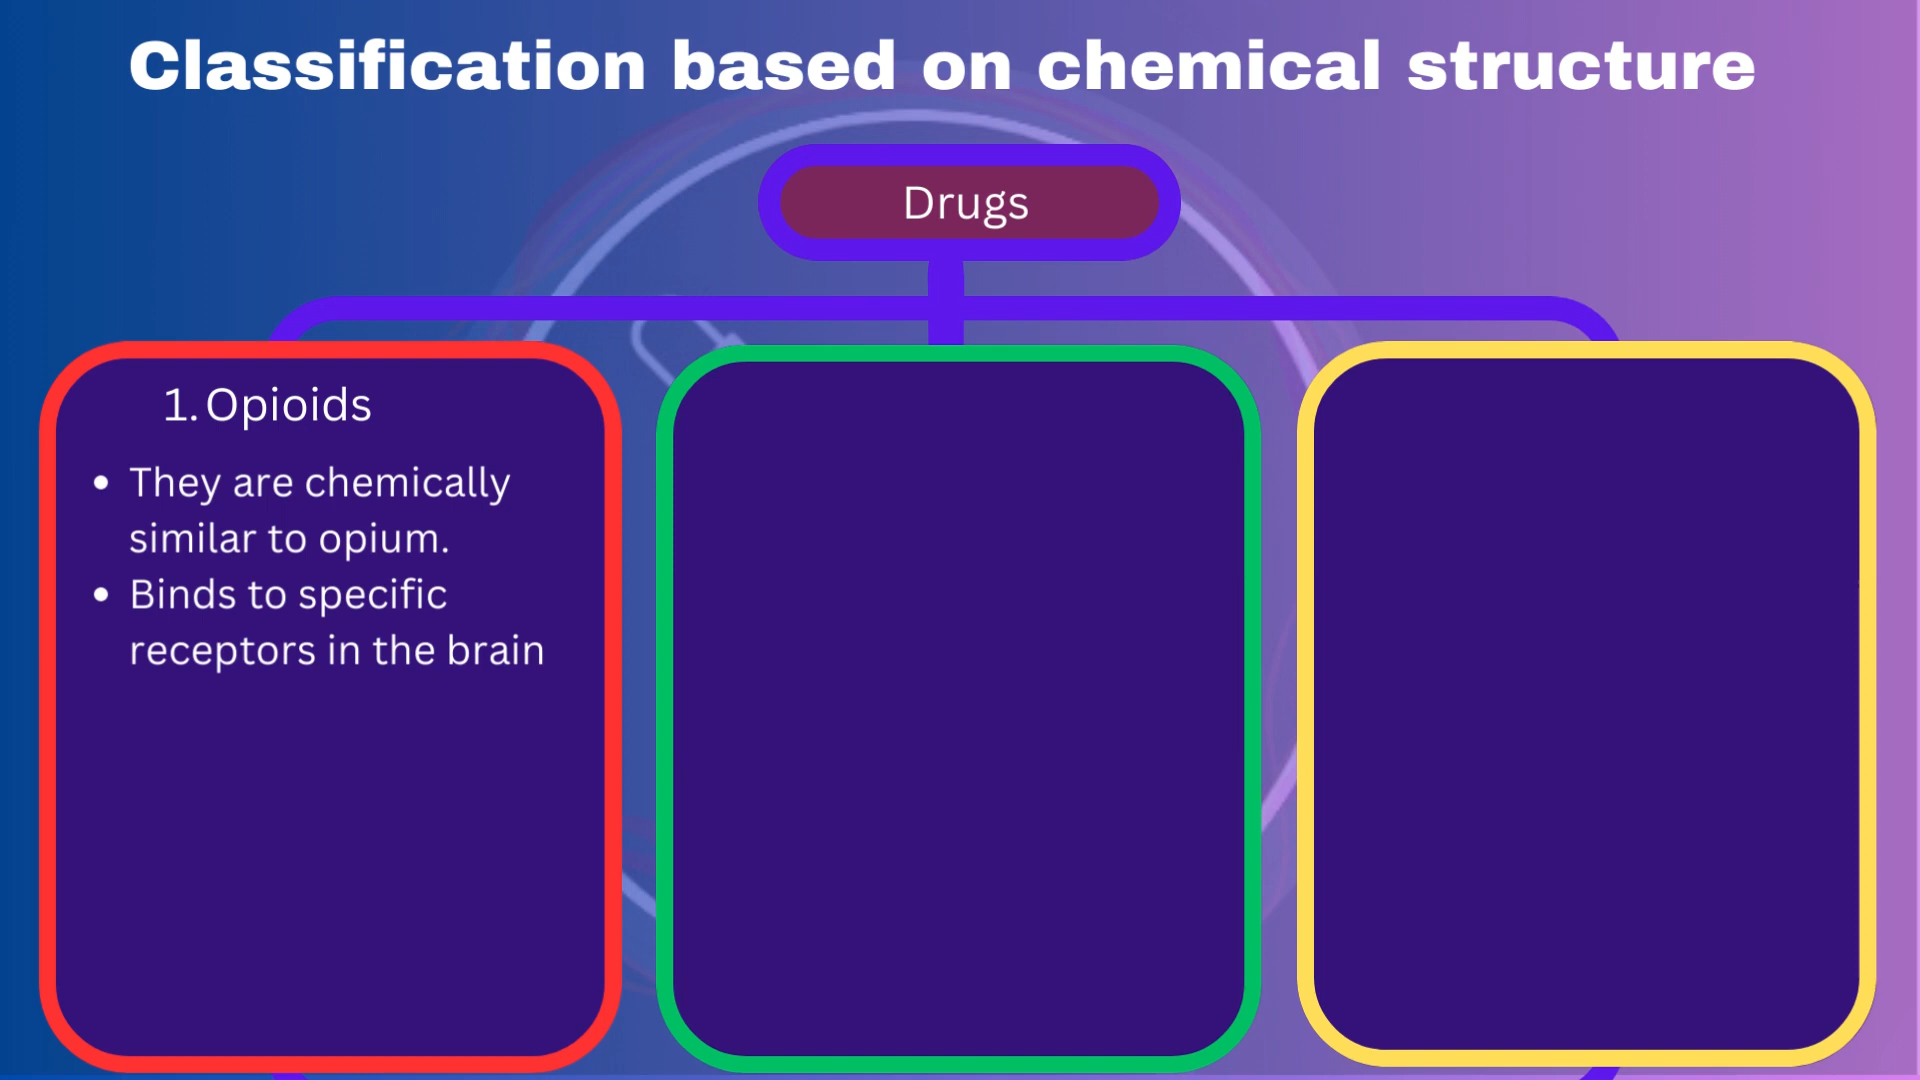 Classification based on chemical structure
Drugs
1. Opioids
• They are chemically
similar to opium.
• Binds to specific
receptors in the brain